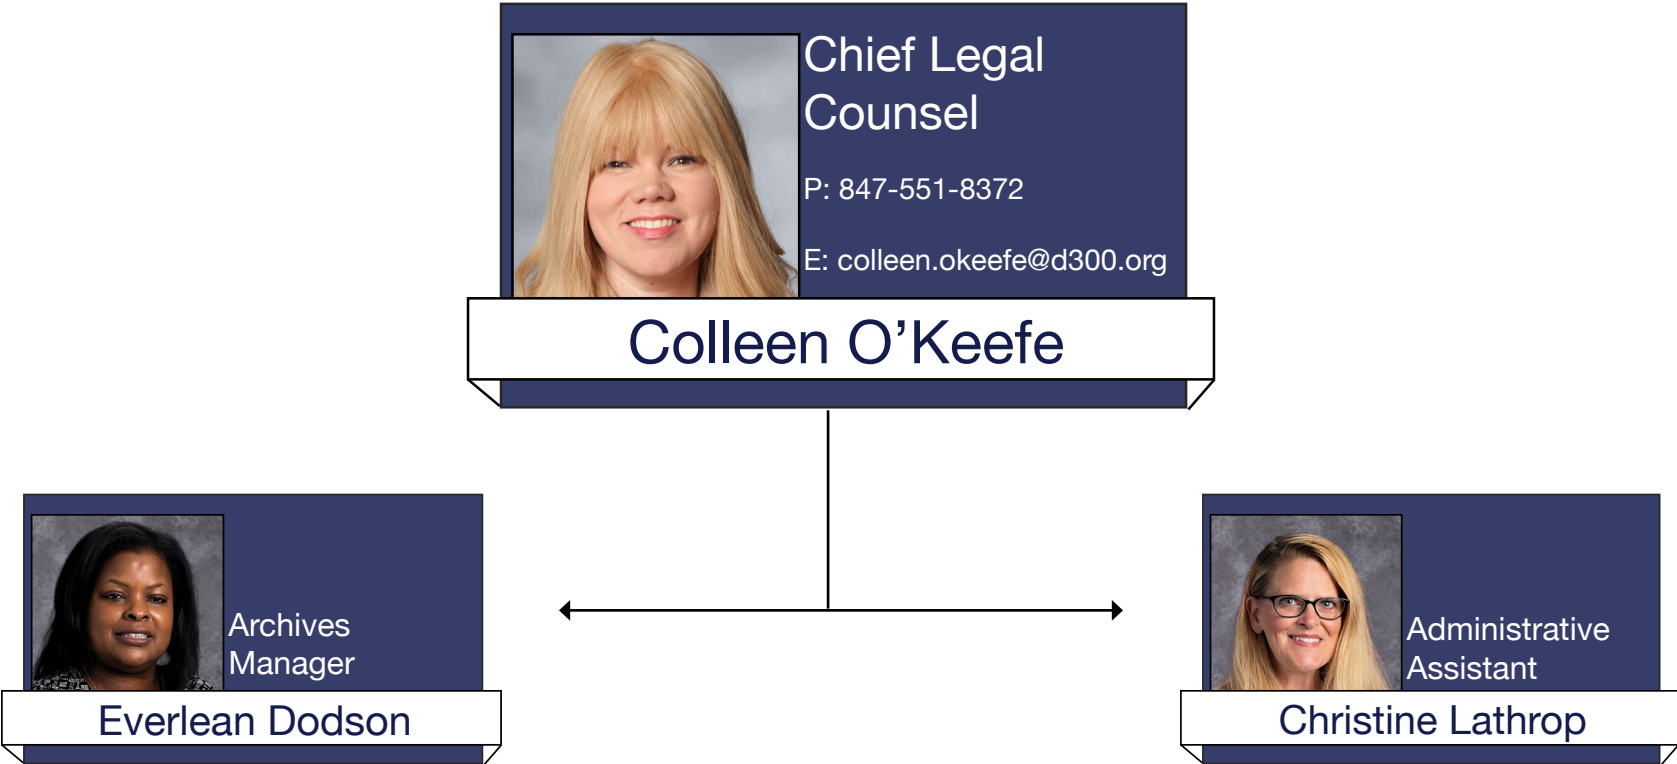 Chief Legal
Counsel
P: 847-551-8372
E: colleen.okeefe@d300.org
Colleen O’Keefe
Archives
Manager
Everlean Dodson
Administrative
Assistant
Christine Lathrop